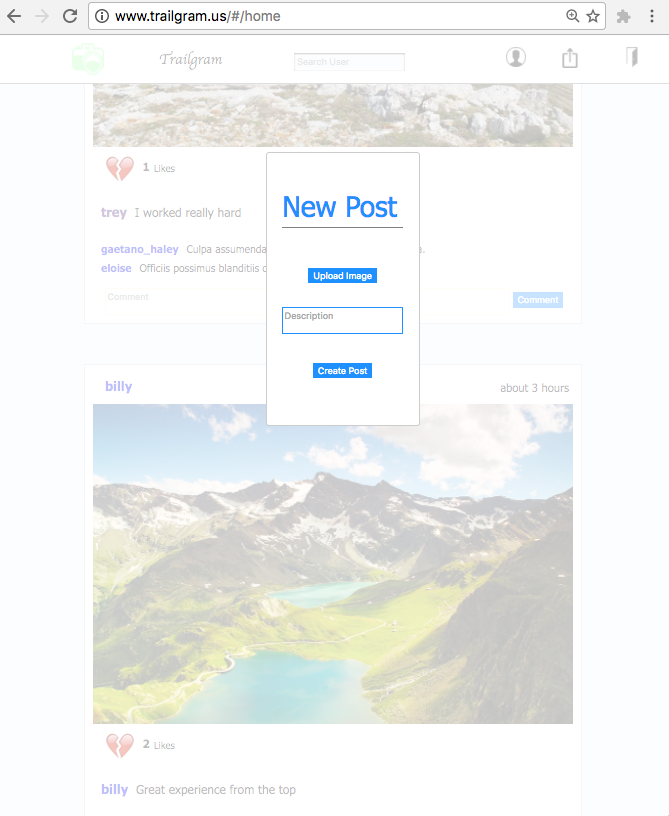 www.trailgram.us/#/home
Trailgram
Search User
1 Likes
trey I worked really hard
gaetano_haley Culpa assumenda a.
eloise Officiis possimus blanditiis
Comment
Comment
New Post
Upload Image
Description
Create Post
billy
about 3 hours
2 Likes
billy Great experience from the top